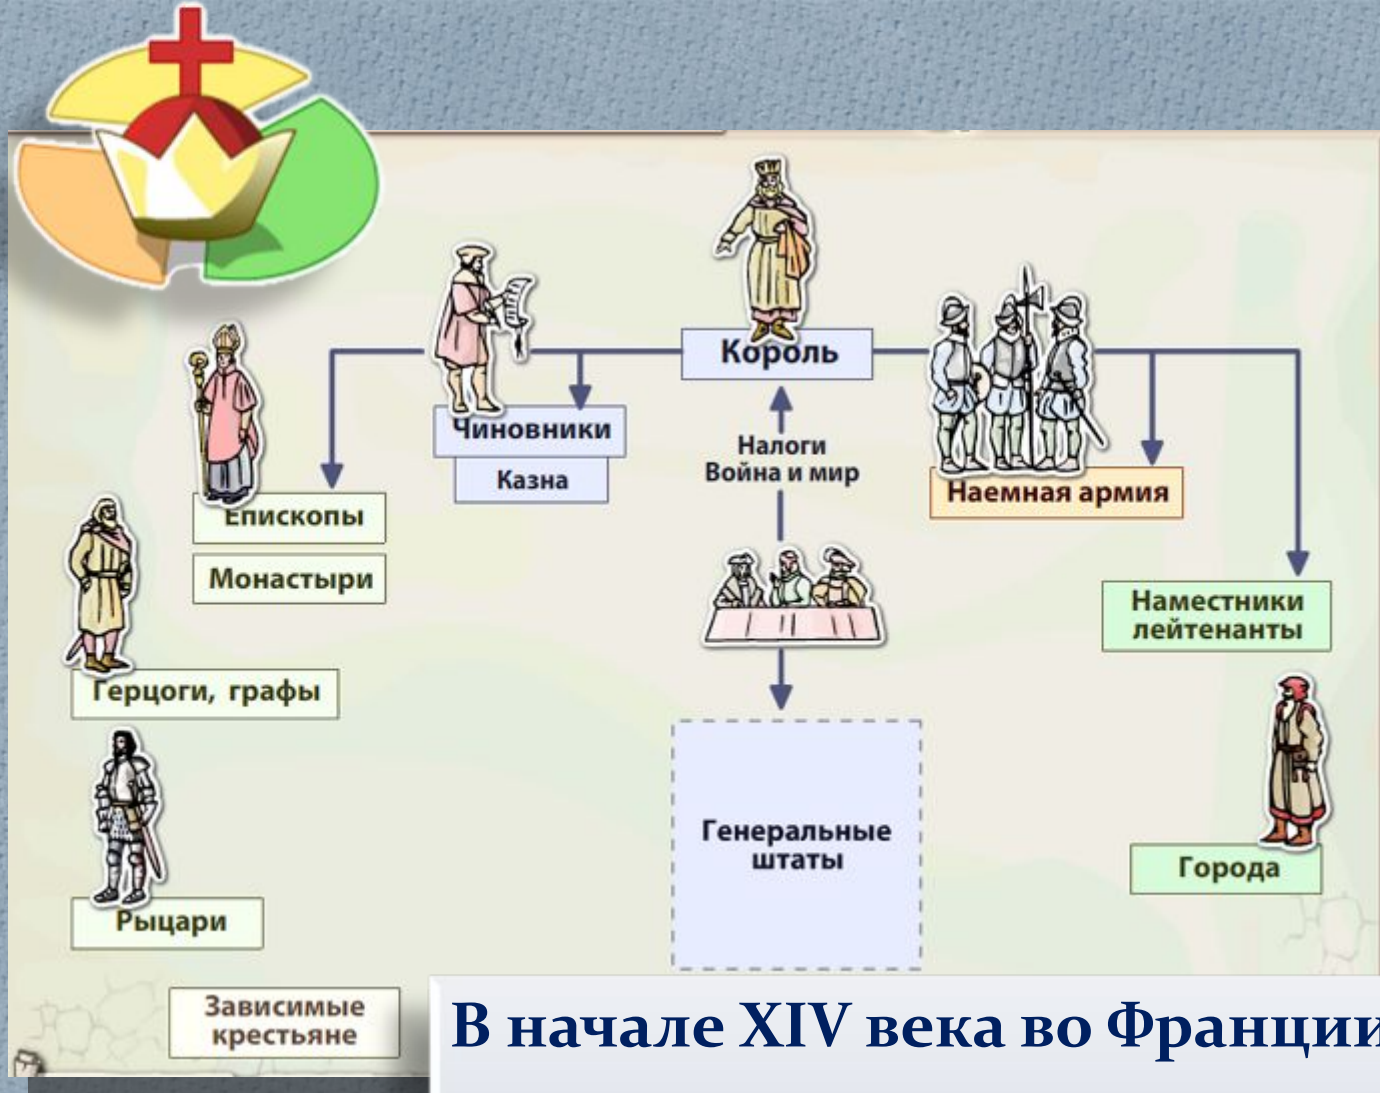 Король
Чиновники
Казна
Налоги
Война и мир
Наемная армия
Епископы
Монастыри
Наместники
лейтенанты
Герцоги, графы
Генеральные
штаты
Города
Рыцари
Зависимые
крестьяне
В начале XIV века во Франции